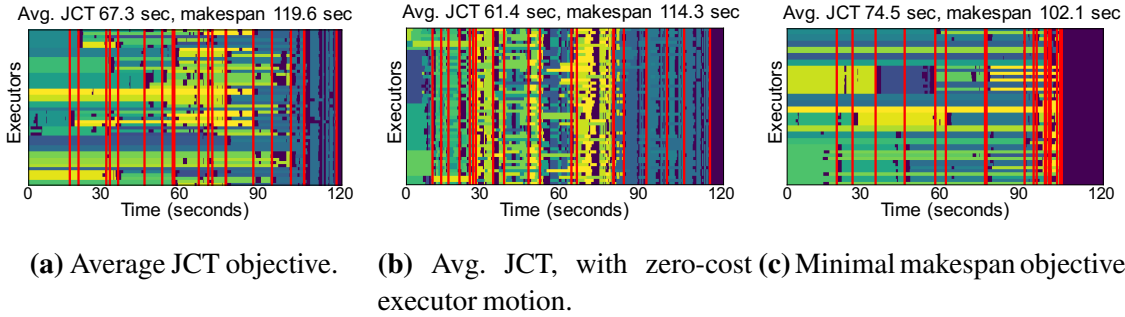 Avg. JCT 67.3 sec, makespan 119.6 sec
Executors
0 30 60 90 120
Time (seconds)
(a) Average JCT objective.
Avg. JCT 61.4 sec, makespan 114.3 sec
Executors
0 30 60 90 120
Time (seconds)
(b) Avg. JCT, with zero-cost
executor motion.
Avg. JCT 74.5 sec, makespan 102.1 sec
Executors
0 30 60 90 120
Time (seconds)
(c) Minimal makespan objective